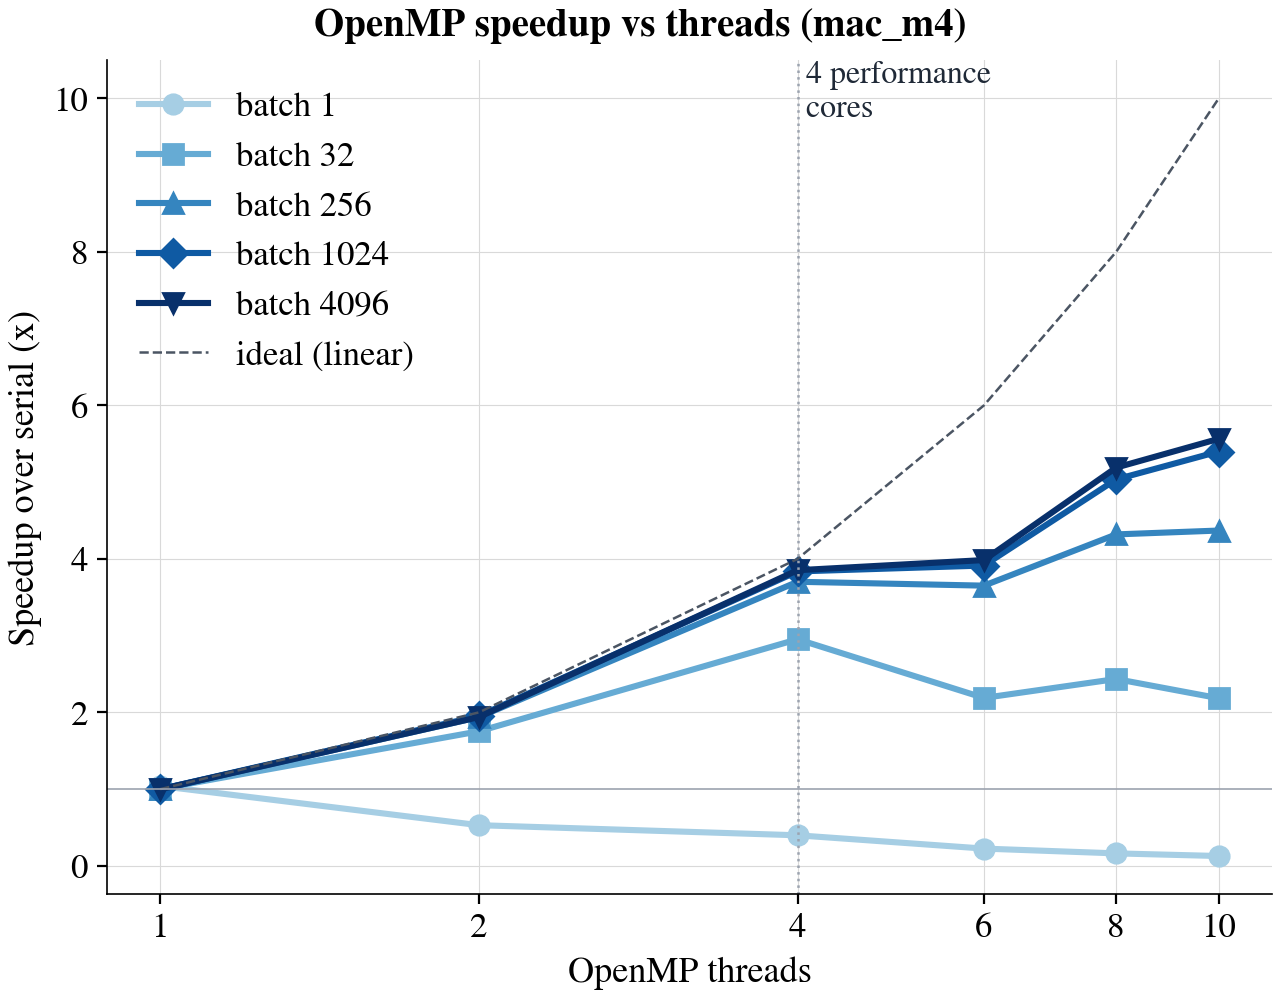 OpenMP speedup vs threads (mac_m4)
4 performance
cores
batch 1
batch 32
batch 256
batch 1024
batch 4096
ideal (linear)
Speedup over serial (x)
10
8
6
4
2
0
1
2
4
6
8
10
OpenMP threads